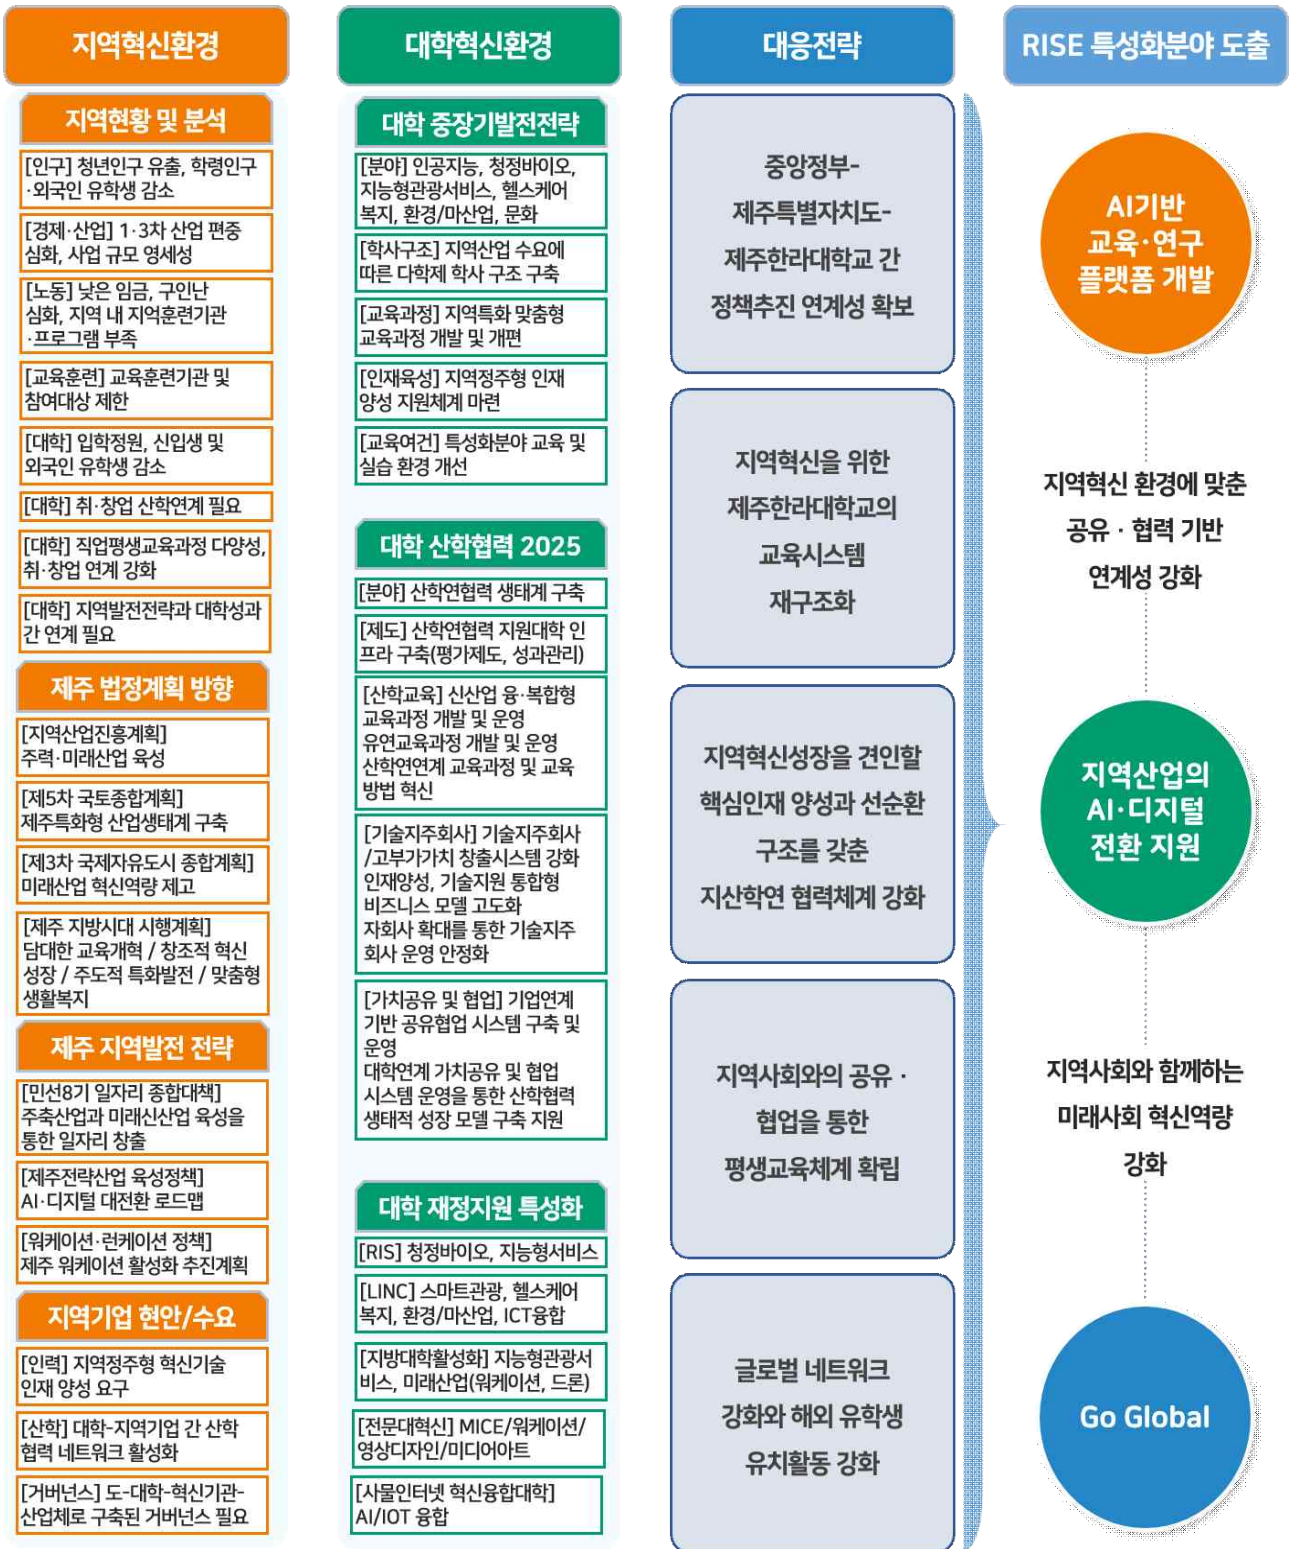 지역혁신환경
지역현황 및 분석
[인구] 청년인구 유출, 학령인구
·외국인 유학생 감소
[경제·산업] 1·3차 산업 편중
심화, 사업 규모 영세성
[노동] 낮은 임금, 구인난
심화, 지역 내 지역훈련기관
·프로그램 부족
[교육훈련] 교육훈련기관 및
참여대상 제한
[대학] 입학정원, 신입생 및
외국인 유학생 감소
[대학] 취·창업 산학연계 필요
[대학] 직업평생교육과정 다양성,
취·창업 연계 강화
[대학] 지역발전전략과 대학성과
간 연계 필요
제주 법정계획 방향
[지역산업진흥계획]
주력·미래산업 육성
[제5차 국토종합계획]
제주특화형 산업생태계 구축
[제3차 국제자유도시 종합계획]
미래산업 혁신역량 제고
[제주 지방시대 시행계획]
담대한 교육개혁 / 창조적 혁신
성장 / 주도적 특화발전 / 맞춤형
생활복지
제주 지역발전 전략
[민선8기 일자리 종합대책]
주축산업과 미래신산업 육성을
통한 일자리 창출
[제주전략산업 육성정책]
AI·디지털 대전환 로드맵
[워케이션·런케이션 정책]
제주 워케이션 활성화 추진계획
지역기업 현안/수요
[인력] 지역정주형 혁신기술
인재 양성 요구
[산학] 대학-지역기업 간 산학
협력 네트워크 활성화
[거버넌스] 도-대학-혁신기관-
산업체로 구축된 거버넌스 필요
대학혁신환경
대학 중장기발전전략
[분야] 인공지능, 청정바이오,
지능형관광서비스, 헬스케어
복지, 환경/마산업, 문화
[학사구조] 지역산업 수요에
따른 다학제 학사 구조 구축
[교육과정] 지역특화 맞춤형
교육과정 개발 및 개편
[인재육성] 지역정주형 인재
양성 지원체계 마련
[교육여건] 특성화분야 교육 및
실습 환경 개선
대학 산학협력 2025
[분야] 산학연협력 생태계 구축
[제도] 산학연협력 지원대학 인
프라 구축(평가제도, 성과관리)
[산학교육] 신산업 융·복합형
교육과정 개발 및 운영
유연교육과정 개발 및 운영
산학연연계 교육과정 및 교육
방법 혁신
[기술지주회사] 기술지주회사
/고부가가치 창출시스템 강화
인재양성, 기술지원 통합형
비즈니스 모델 고도화
자회사 확대를 통한 기술지주
회사 운영 안정화
[가치공유 및 협업] 기업연계
기반 공유협업 시스템 구축 및
운영
대학연계 가치공유 및 협업
시스템 운영을 통한 산학협력
생태적 성장 모델 구축 지원
대학 재정지원 특성화
[RIS] 청정바이오, 지능형서비스
[LINC] 스마트관광, 헬스케어
복지, 환경/마산업, ICT융합
[지방대학활성화] 지능형관광서
비스, 미래산업(워케이션, 드론)
[전문대혁신] MICE/워케이션/
영상디자인/미디어아트
[사물인터넷 혁신융합대학]
AI/IOT 융합
대응전략
중앙정부-
제주특별자치도-
제주한라대학교 간
정책추진 연계성 확보
지역혁신을 위한
제주한라대학교의
교육시스템
재구조화
지역혁신성장을 견인할
핵심인재 양성과 선순환
구조를 갖춘
지산학연 협력체계 강화
지역사회와의 공유 ·
협업을 통한
평생교육체계 확립
글로벌 네트워크
강화와 해외 유학생
유치활동 강화
RISE 특성화분야 도출
AI기반
교육·연구
플랫폼 개발
지역혁신 환경에 맞춘
공유 · 협력 기반
연계성 강화
지역산업의
AI·디지털
전환 지원
지역사회와 함께하는
미래사회 혁신역량
강화
Go Global